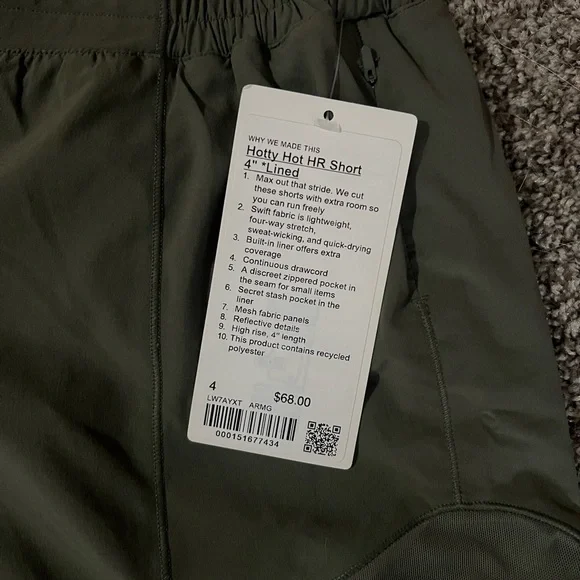 WHY WE MADE THIS
Hotty Hot HR Short
4" *Lined
1. Max out that stride. We cut
these shorts with extra room so
you can run freely
2. Swift fabric is lightweight,
four-way stretch,
sweat-wicking, and quick-drying
3. Built-in liner offers extra
coverage
4. Continuous drawcord
5. A discreet zippered pocket in
the seam for small items
6. Secret stash pocket in the
liner
7. Mesh fabric panels
8. Reflective details
9. High rise, 4" length
10. This product contains recycled
polyester
4 $68.00
LW7AYXT ARMG
000151677434